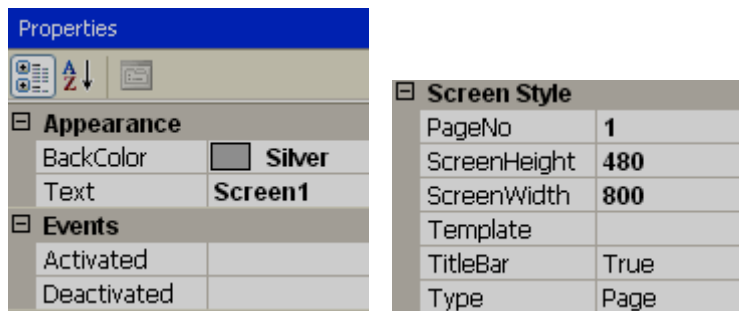 Properties
A
Z
Appearance
BackColor Silver
Text Screen1
Events
Activated
Deactivated
Screen Style
PageNo 1
ScreenHeight 480
ScreenWidth 800
Template
TitleBar True
Type Page